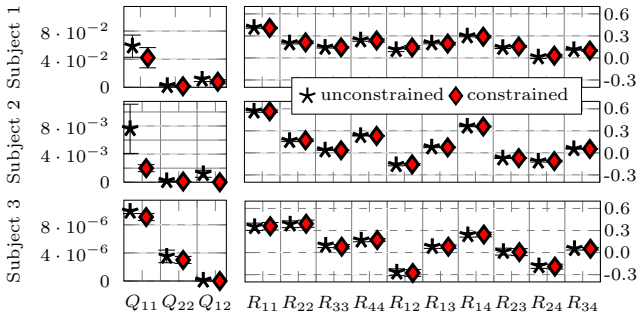 Subject 1
8 · 10⁻²
4 · 10⁻²
0
0.6
0.3
0.0
−0.3
unconstrained constrained
Subject 2
8 · 10⁻³
4 · 10⁻³
0
0.6
0.3
0.0
−0.3
Subject 3
8 · 10⁻⁶
4 · 10⁻⁶
0
0.6
0.3
0.0
−0.3
Q₁₁ Q₂₂ Q₁₂ R₁₁ R₂₂ R₃₃ R₄₄ R₁₂ R₁₃ R₁₄ R₂₃ R₂₄ R₃₄